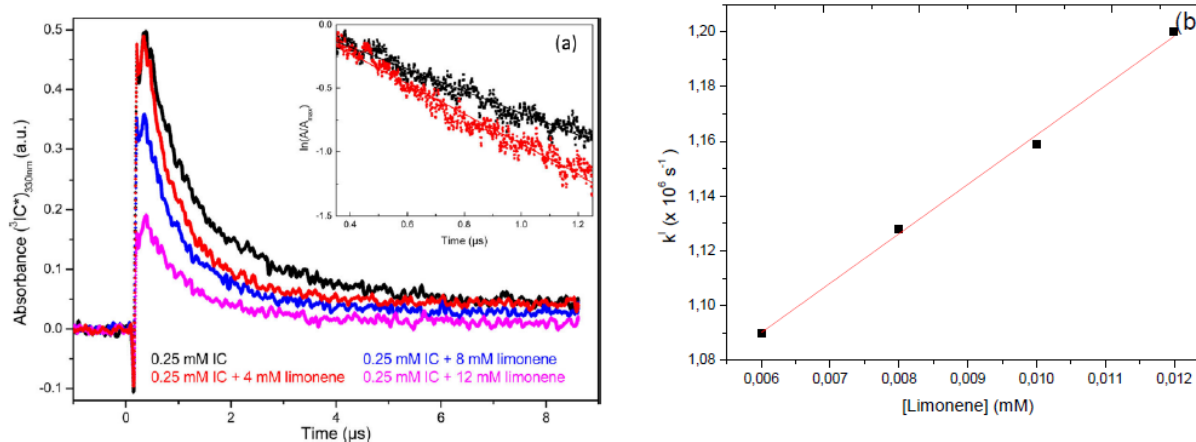 (a)
Absorbance (³IC*)₃₃₀nm (a.u.)
0.5
0.4
0.3
0.2
0.1
0.0
-0.1
0
2
4
6
8
Time (µs)
0.25 mM IC
0.25 mM IC + 4 mM limonene
0.25 mM IC + 8 mM limonene
0.25 mM IC + 12 mM limonene
ln(A/Amax)
0.0
-0.5
-1.0
-1.5
0.4
0.6
0.8
1.0
1.2
Time (µs)
(b
kᴵ (x 10⁶ s⁻¹)
1,20
1,18
1,16
1,14
1,12
1,10
1,08
0,006
0,007
0,008
0,009
0,010
0,011
0,012
[Limonene] (mM)